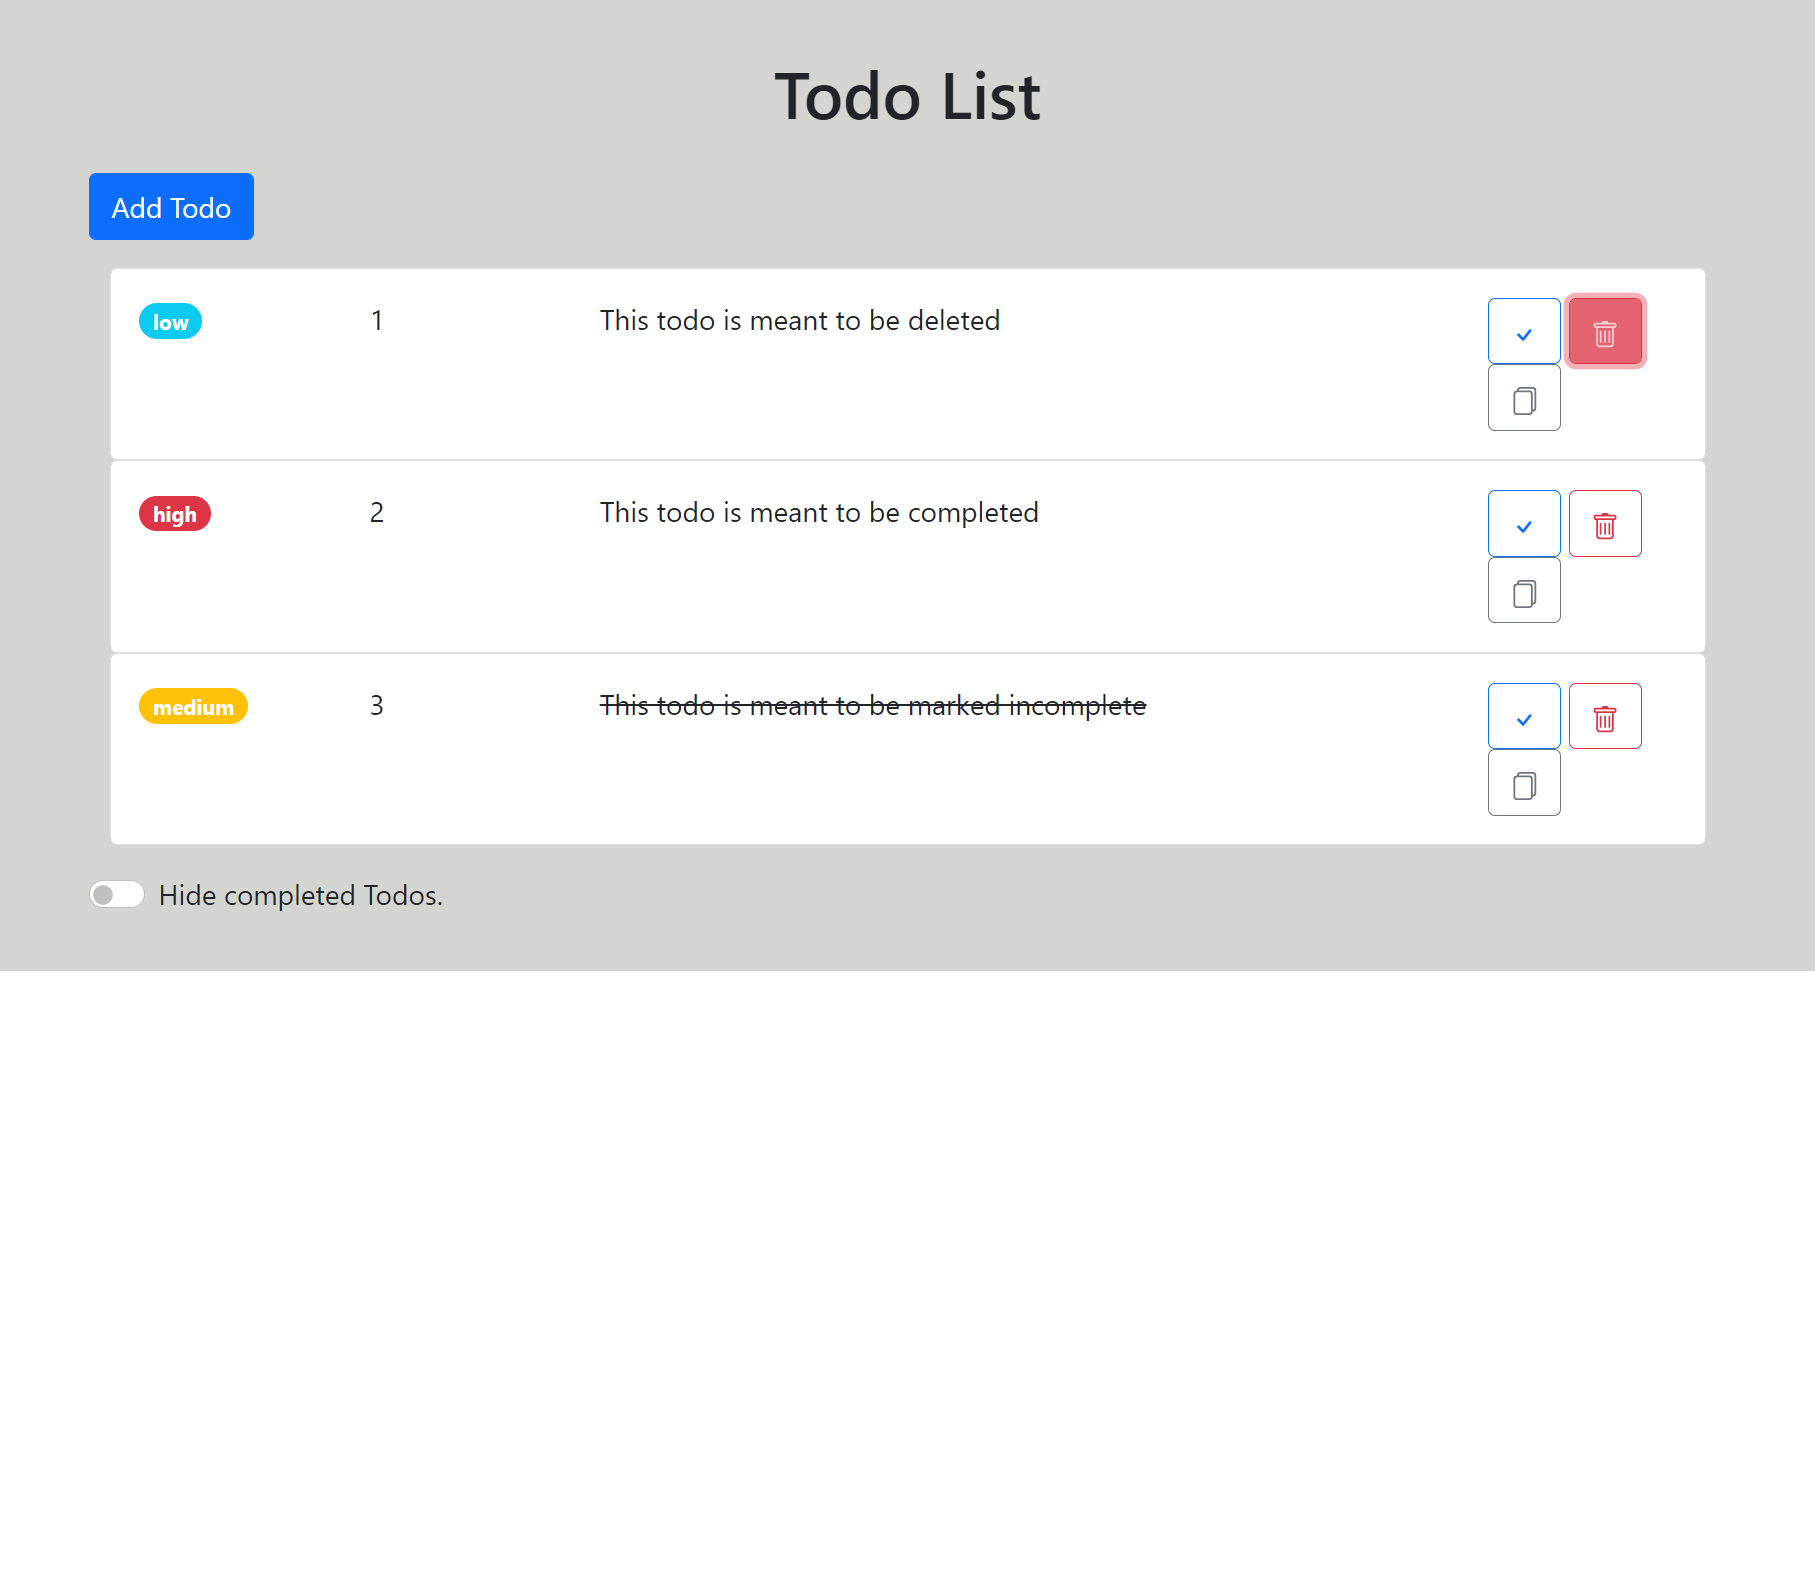 Todo List
Add Todo
low 1 This todo is meant to be deleted
high 2 This todo is meant to be completed
medium 3 This todo is meant to be marked incomplete
Hide completed Todos.